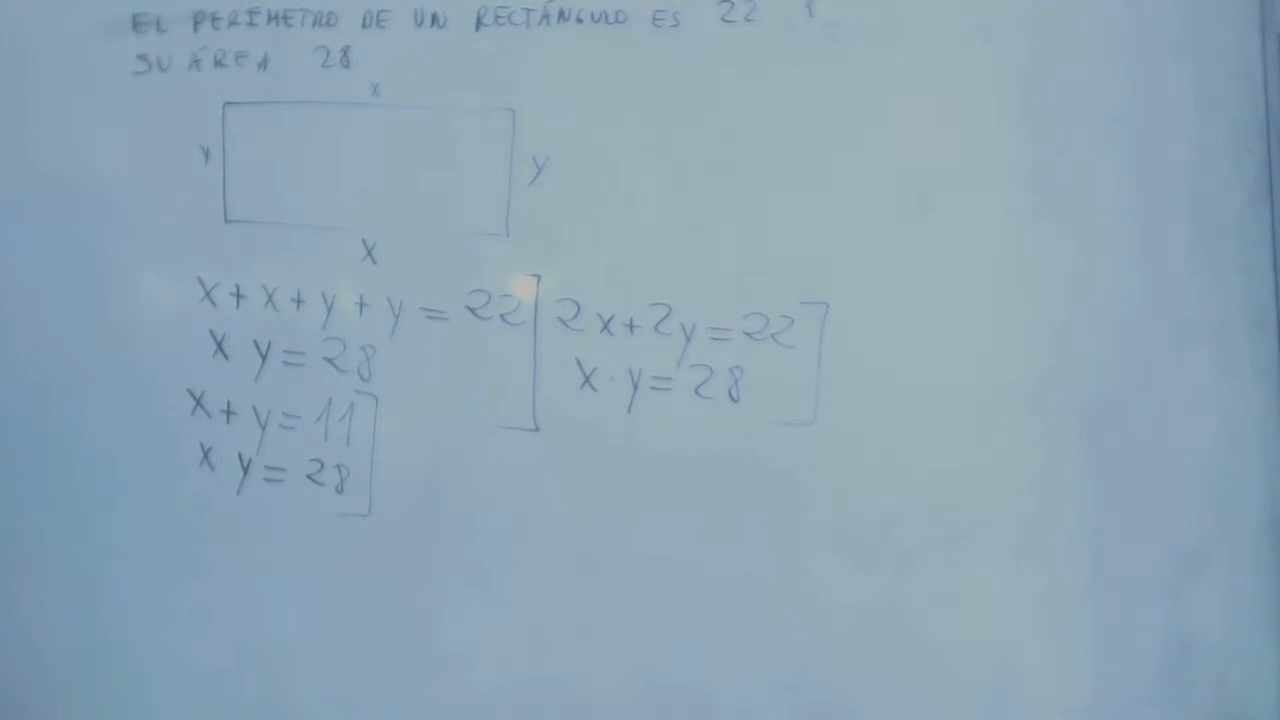 EL PERÍMETRO DE UN RECTÁNGULO ES 22 Y
SU ÁREA 28
x
y
y
x
x+x+y+y=22
x y=28
2x+2y=22
x·y=28
x+y=11
x·y=28